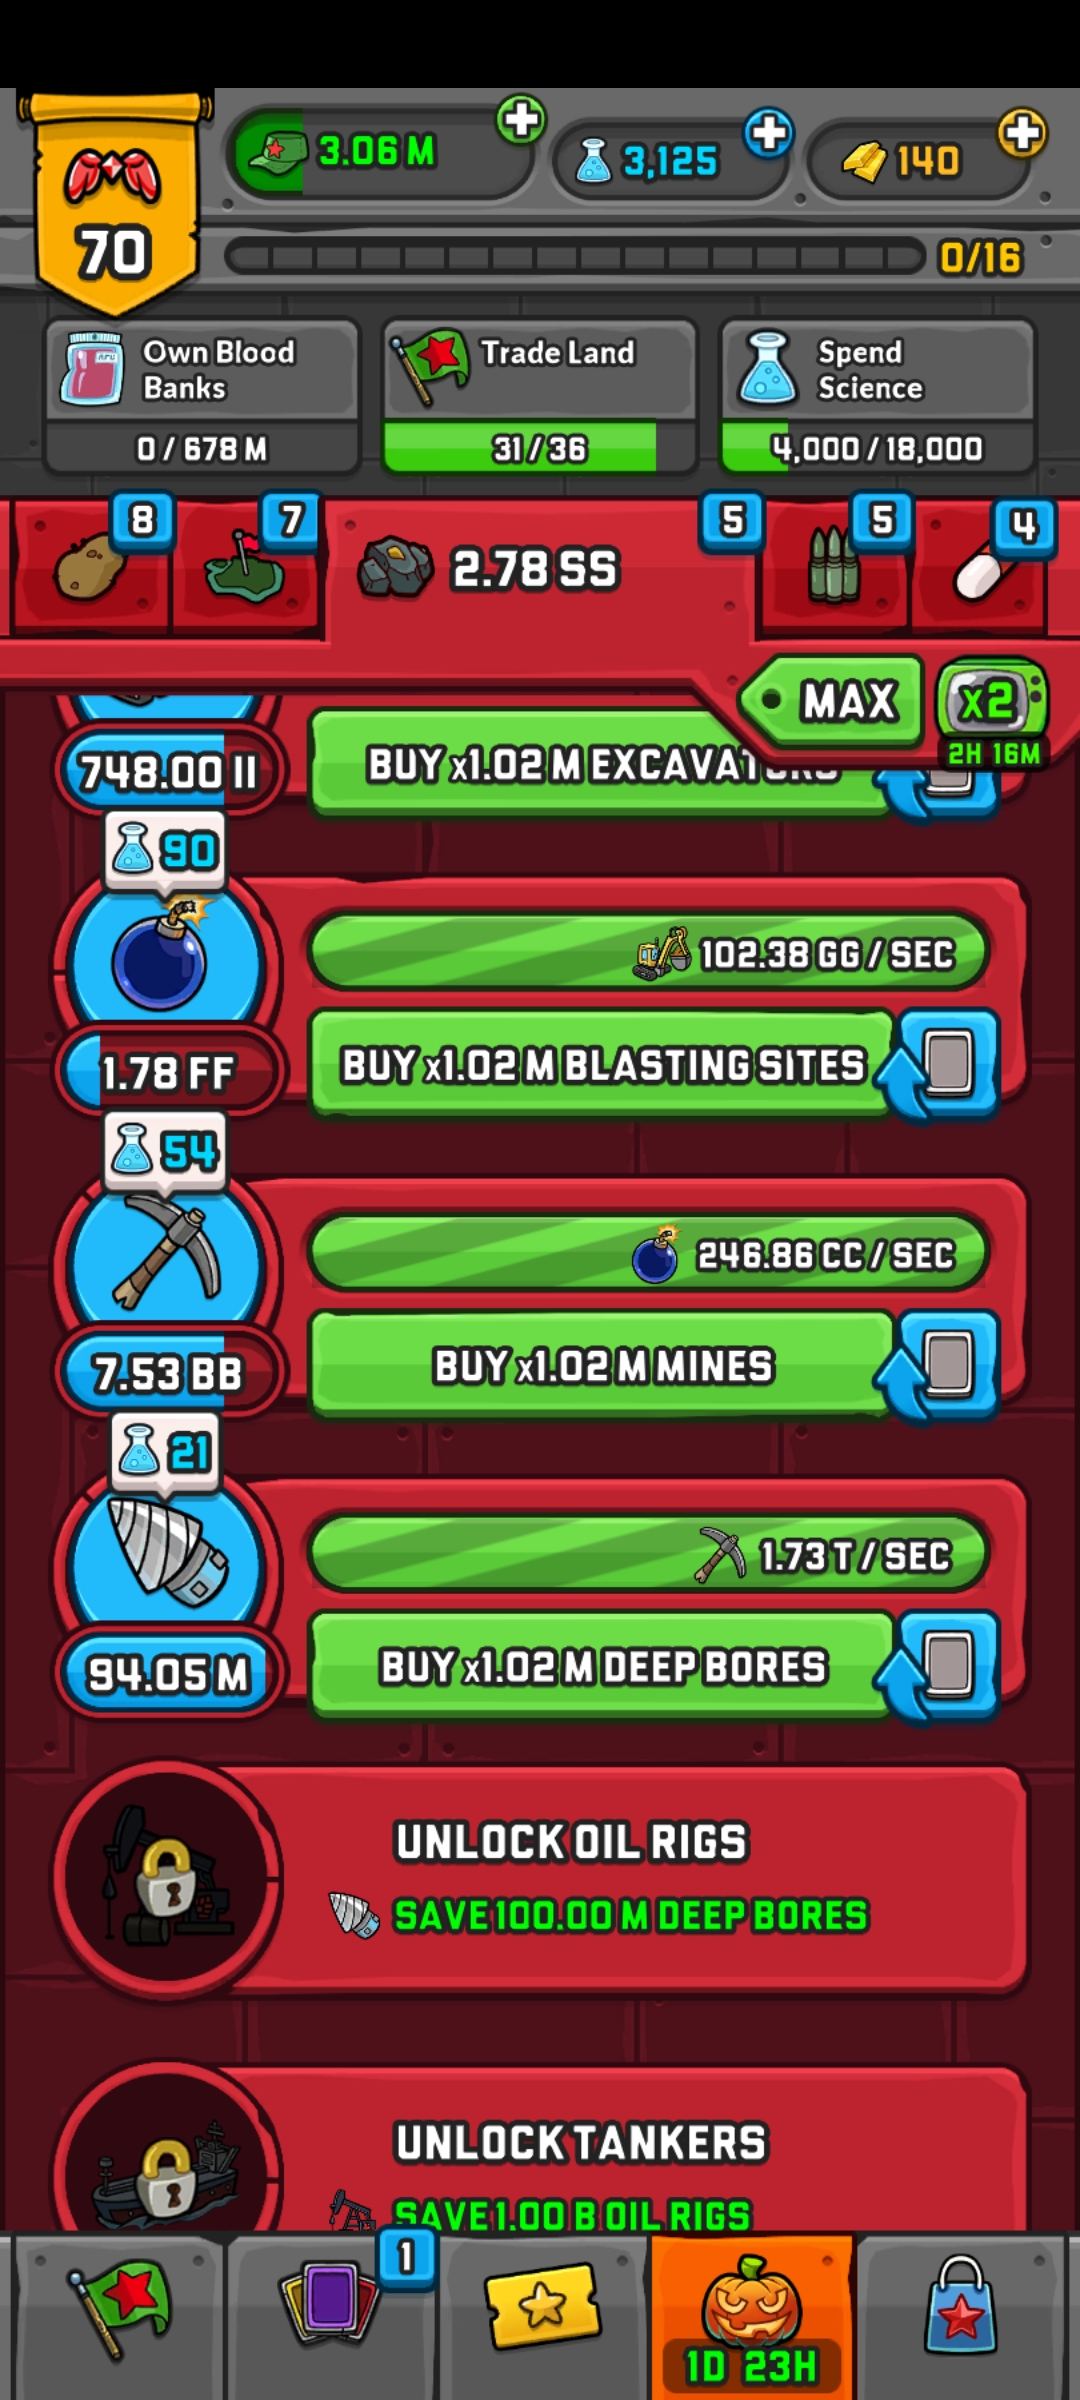 3.06 M
3,125
140
70
0/16
Own Blood
Banks
0 / 678 M
Trade Land
31 / 36
Spend
Science
4,000 / 18,000
8
7
2.78 SS
5
5
4
MAX
x2
2H 16M
748.00 II
BUY x1.02 M EXCAVATORS
90
102.38 GG / SEC
1.78 FF
BUY x1.02 M BLASTING SITES
54
246.86 CC / SEC
7.53 BB
BUY x1.02 M MINES
21
1.73 T / SEC
94.05 M
BUY x1.02 M DEEP BORES
UNLOCK OIL RIGS
SAVE 100.00 M DEEP BORES
UNLOCK TANKERS
SAVE 1.00 B OIL RIGS
1
1D 23H